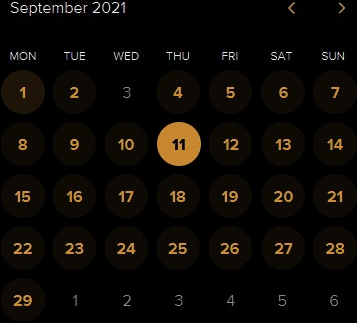 September 2021 < >
MON TUE WED THU FRI SAT SUN
1 2 3 4 5 6 7
8 9 10 11 12 13 14
15 16 17 18 19 20 21
22 23 24 25 26 27 28
29 1 2 3 4 5 6